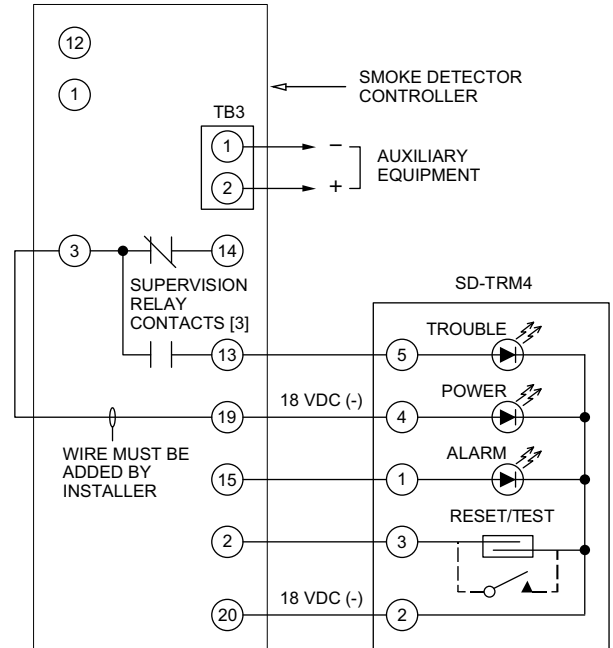 12
1
SMOKE DETECTOR
CONTROLLER
TB3
1
2
−
+
AUXILIARY
EQUIPMENT
3
14
SUPERVISION
RELAY
CONTACTS [3]
13
SD-TRM4
TROUBLE
5
18 VDC (-)
19
4
POWER
WIRE MUST BE
ADDED BY
INSTALLER
15
1
ALARM
RESET/TEST
2
3
18 VDC (-)
20
2